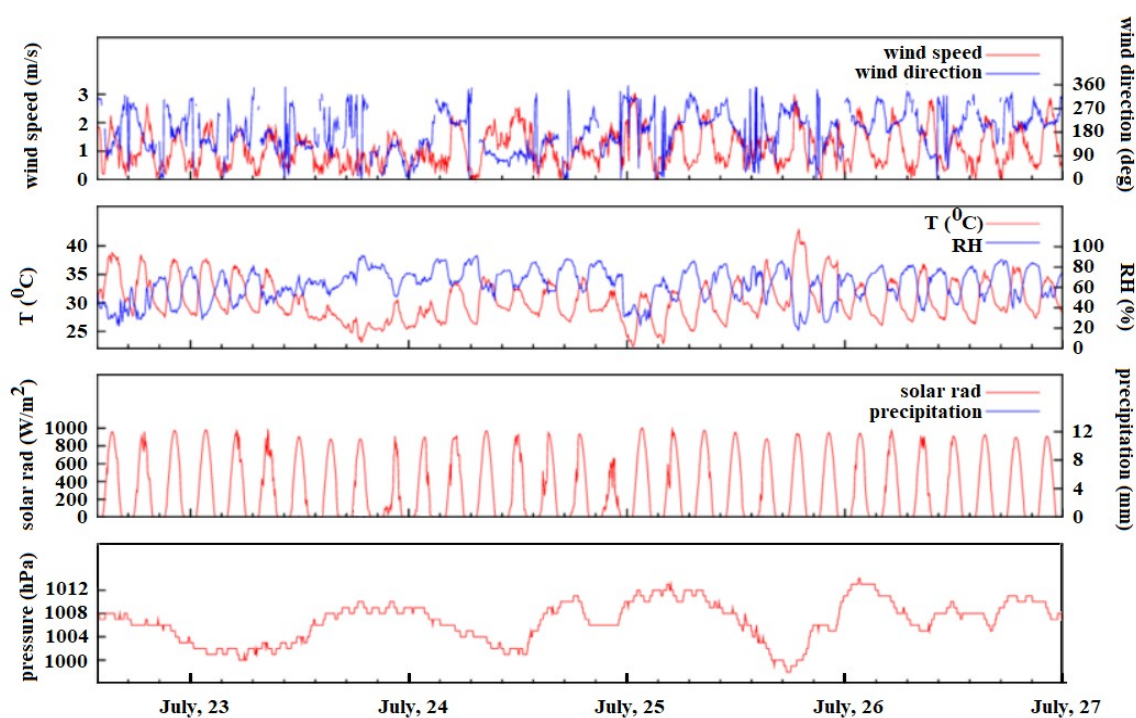 wind speed (m/s)
3
2
1
0
wind speed
wind direction
360
270
180
90
0
wind direction (deg)
T (⁰C)
40
35
30
25
T (⁰C)
RH
100
80
60
40
20
0
RH (%)
solar rad (W/m²)
1000
800
600
400
200
0
solar rad
precipitation
12
8
4
0
precipitation (mm)
pressure (hPa)
1012
1008
1004
1000
July, 23 July, 24 July, 25 July, 26 July, 27